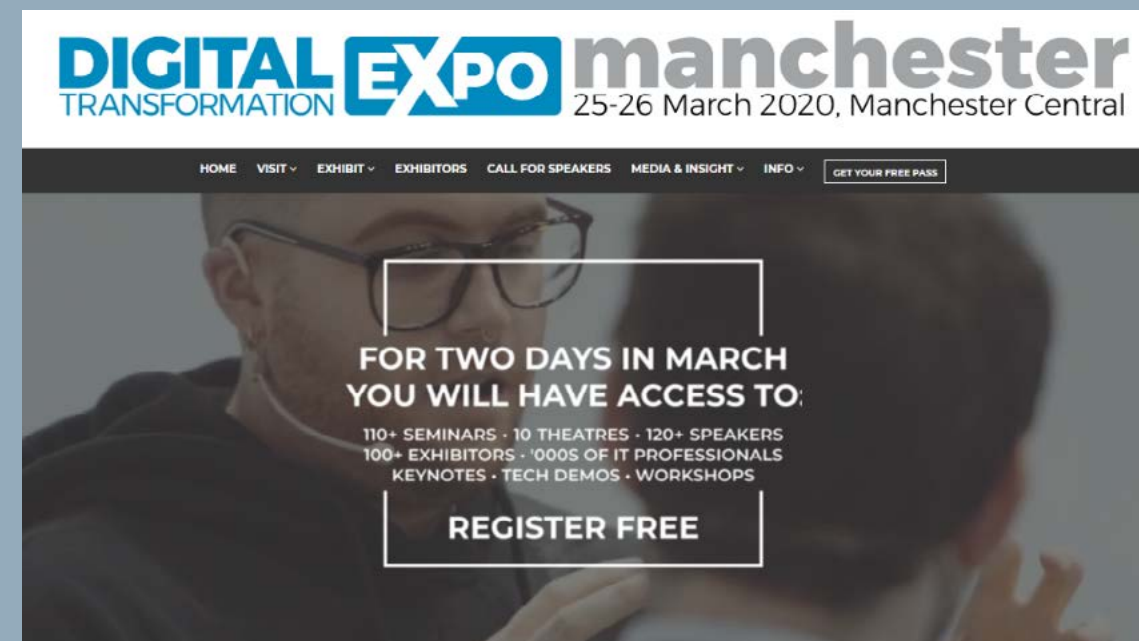 DIGITAL EXPO manchester
TRANSFORMATION
25-26 March 2020, Manchester Central
HOME VISIT EXHIBIT EXHIBITORS CALL FOR SPEAKERS MEDIA & INSIGHT INFO GET YOUR FREE PASS
FOR TWO DAYS IN MARCH
YOU WILL HAVE ACCESS TO:
110+ SEMINARS · 10 THEATRES · 120+ SPEAKERS
100+ EXHIBITORS · '000S OF IT PROFESSIONALS
KEYNOTES · TECH DEMOS · WORKSHOPS
REGISTER FREE